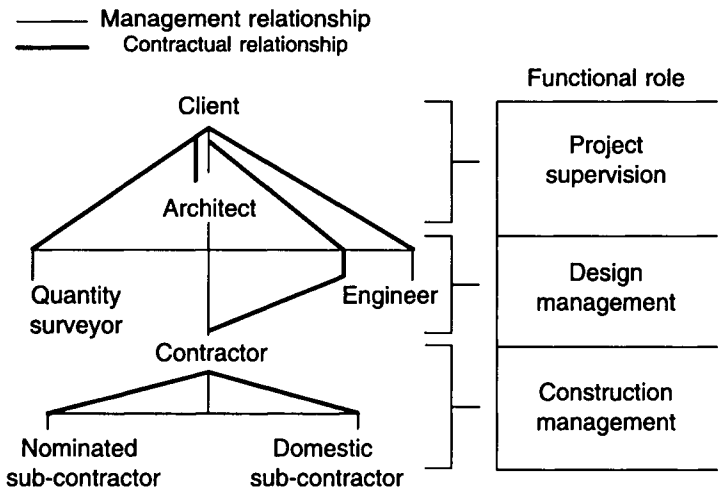 Management relationship
Contractual relationship
Functional role
Client
Project
supervision
Architect
Quantity
surveyor
Engineer
Design
management
Contractor
Construction
management
Nominated
sub-contractor
Domestic
sub-contractor